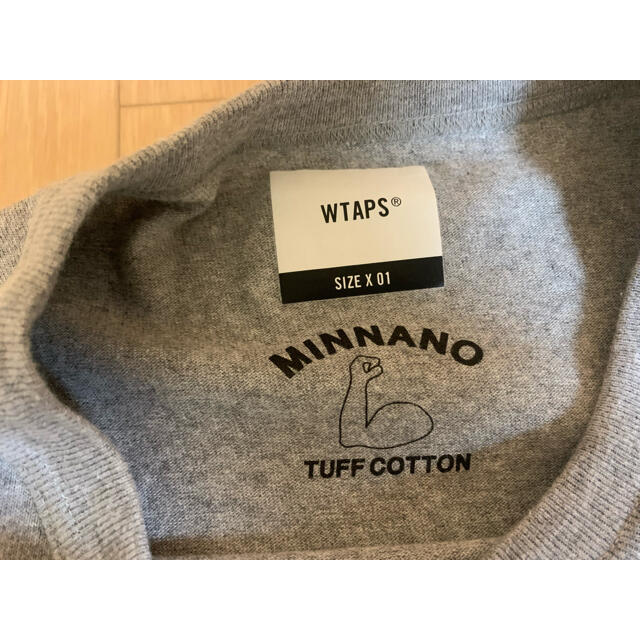 WTAPS®
SIZE X 01
MINNANO
TUFF COTTON